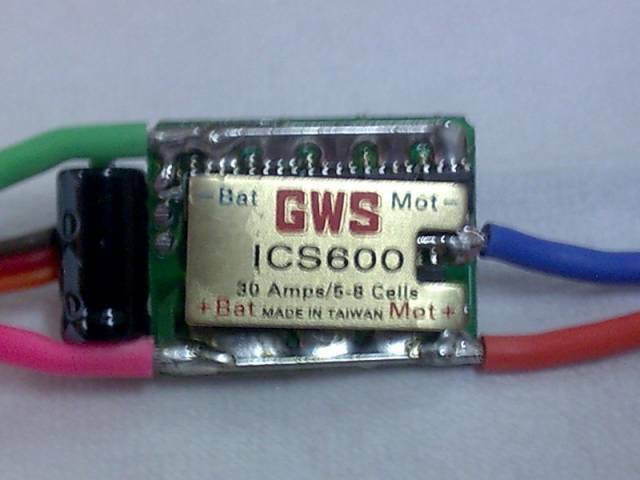 -Bat GWS Mot-
ICS600
30 Amps/5-8 Cells
+Bat MADE IN TAIWAN Mot+